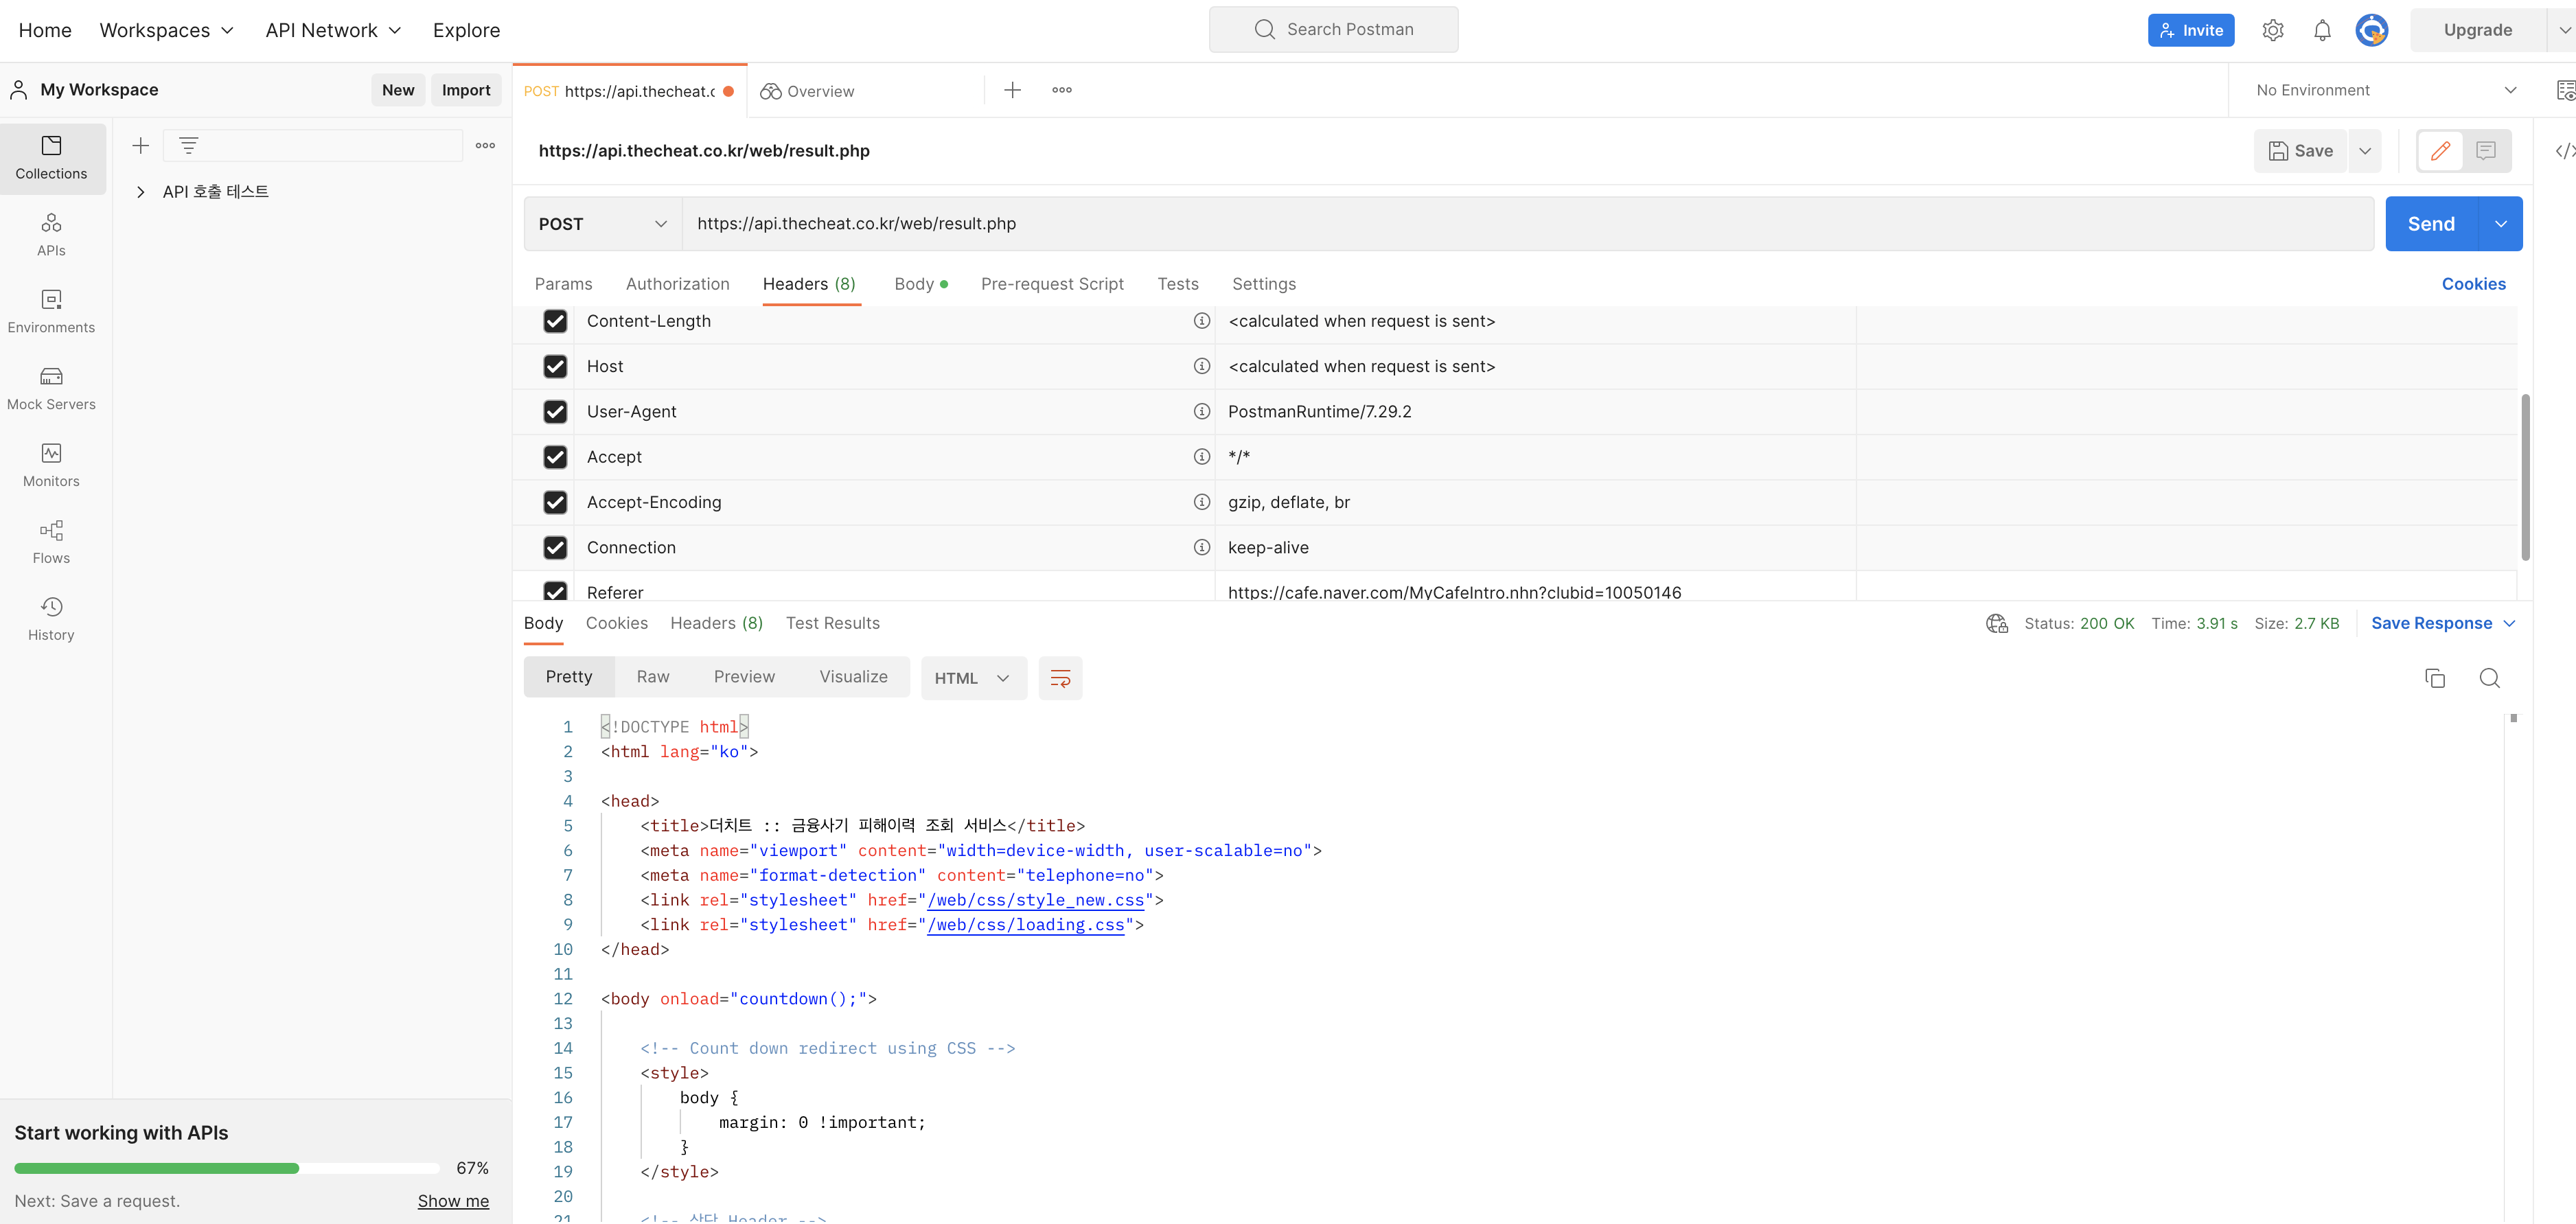 Home Workspaces API Network Explore Search Postman Invite Upgrade
My Workspace New Import
POST https://api.thecheat.c Overview No Environment
Collections
APIs
Environments
Mock Servers
Monitors
Flows
History
API 호출 테스트
https://api.thecheat.co.kr/web/result.php Save
POST https://api.thecheat.co.kr/web/result.php Send
Params Authorization Headers (8) Body Pre-request Script Tests Settings Cookies
Content-Length <calculated when request is sent>
Host <calculated when request is sent>
User-Agent PostmanRuntime/7.29.2
Accept */*
Accept-Encoding gzip, deflate, br
Connection keep-alive
Referer https://cafe.naver.com/MyCafeIntro.nhn?clubid=10050146
Body Cookies Headers (8) Test Results Status: 200 OK Time: 3.91 s Size: 2.7 KB Save Response
Pretty Raw Preview Visualize HTML
1 <!DOCTYPE html>
2 <html lang="ko">
3
4 <head>
5 <title>더치트 :: 금융사기 피해이력 조회 서비스</title>
6 <meta name="viewport" content="width=device-width, user-scalable=no">
7 <meta name="format-detection" content="telephone=no">
8 <link rel="stylesheet" href="/web/css/style_new.css">
9 <link rel="stylesheet" href="/web/css/loading.css">
10 </head>
11
12 <body onload="countdown();">
13
14 <!-- Count down redirect using CSS -->
15 <style>
16 body {
17 margin: 0 !important;
18 }
19 </style>
20
21 <!-- 상단 Header -->
Start working with APIs
67%
Next: Save a request. Show me